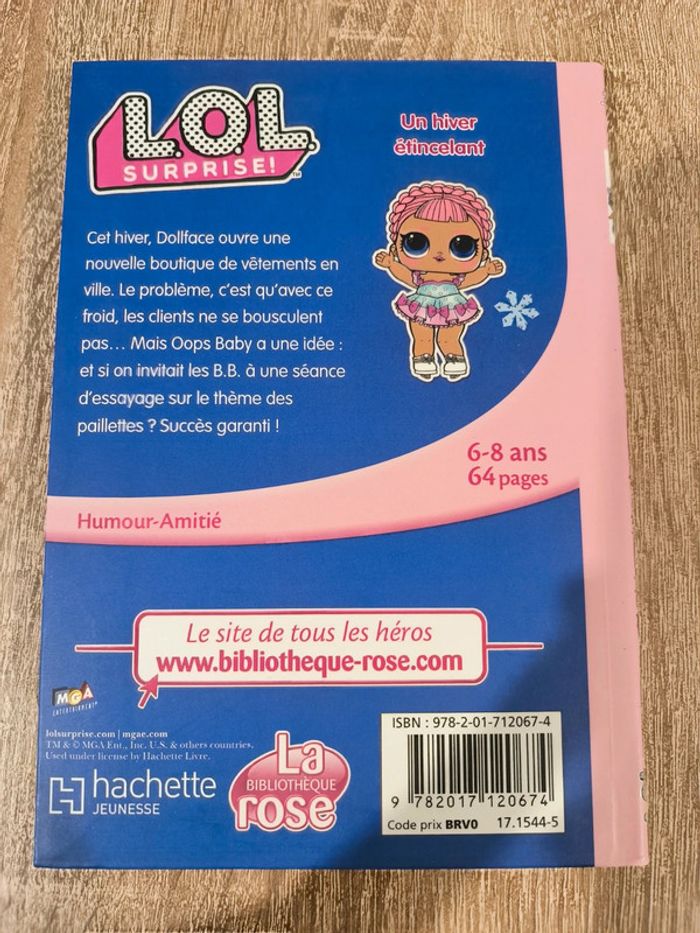 L.O.L.
SURPRISE!™
Un hiver
étincelant
Cet hiver, Dollface ouvre une
nouvelle boutique de vêtements en
ville. Le problème, c'est qu'avec ce
froid, les clients ne se bousculent
pas... Mais Oops Baby a une idée :
et si on invitait les B.B. à une séance
d'essayage sur le thème des
paillettes ? Succès garanti !
6-8 ans
64 pages
Humour-Amitié
Le site de tous les héros
www.bibliotheque-rose.com
MGA
ENTERTAINMENT
lolsurprise.com | mgae.com
TM & © MGA Ent., Inc. U.S. & others countries.
Used under license by Hachette Livre.
hachette
JEUNESSE
La
BIBLIOTHÈQUE
rose
ISBN : 978-2-01-712067-4
9 782017 120674
Code prix BRV0 17.1544-5